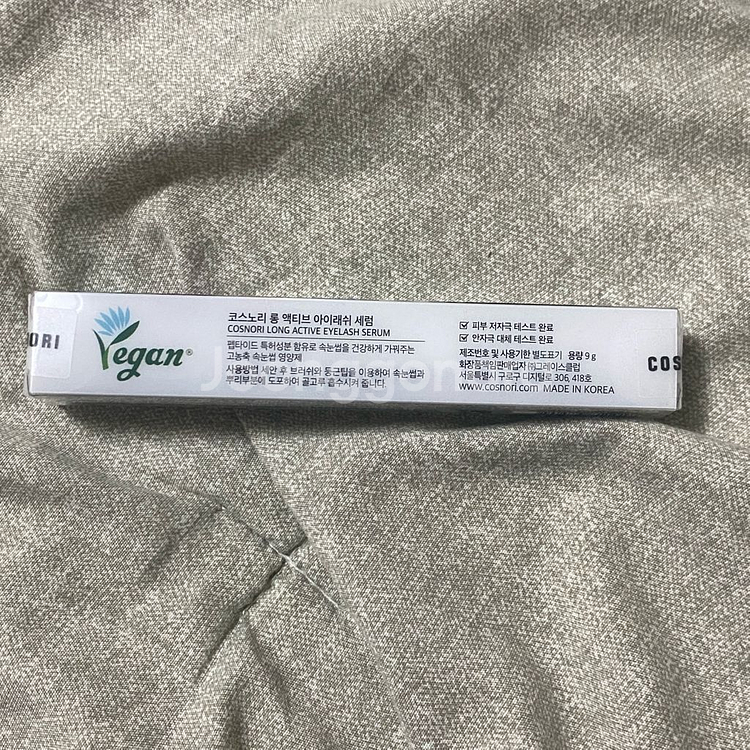 ORI
Vegan®
코스노리 롱 액티브 아이래쉬 세럼
COSNORI LONG ACTIVE EYELASH SERUM
펩타이드 특허성분 함유로 속눈썹을 건강하게 가꿔주는
고농축 속눈썹 영양제
사용방법 세안 후 브러쉬와 둥근팁을 이용하여 속눈썹과
뿌리부분에 도포하여 골고루 흡수시켜 줍니다.
피부 저자극 테스트 완료
안자극 대체 테스트 완료
제조번호 및 사용기한 별도표기 용량 9 g
화장품책임판매업자 ㈜그레이스클럽
서울특별시 구로구 디지털로 306, 418호
www.cosnori.com MADE IN KOREA
COS